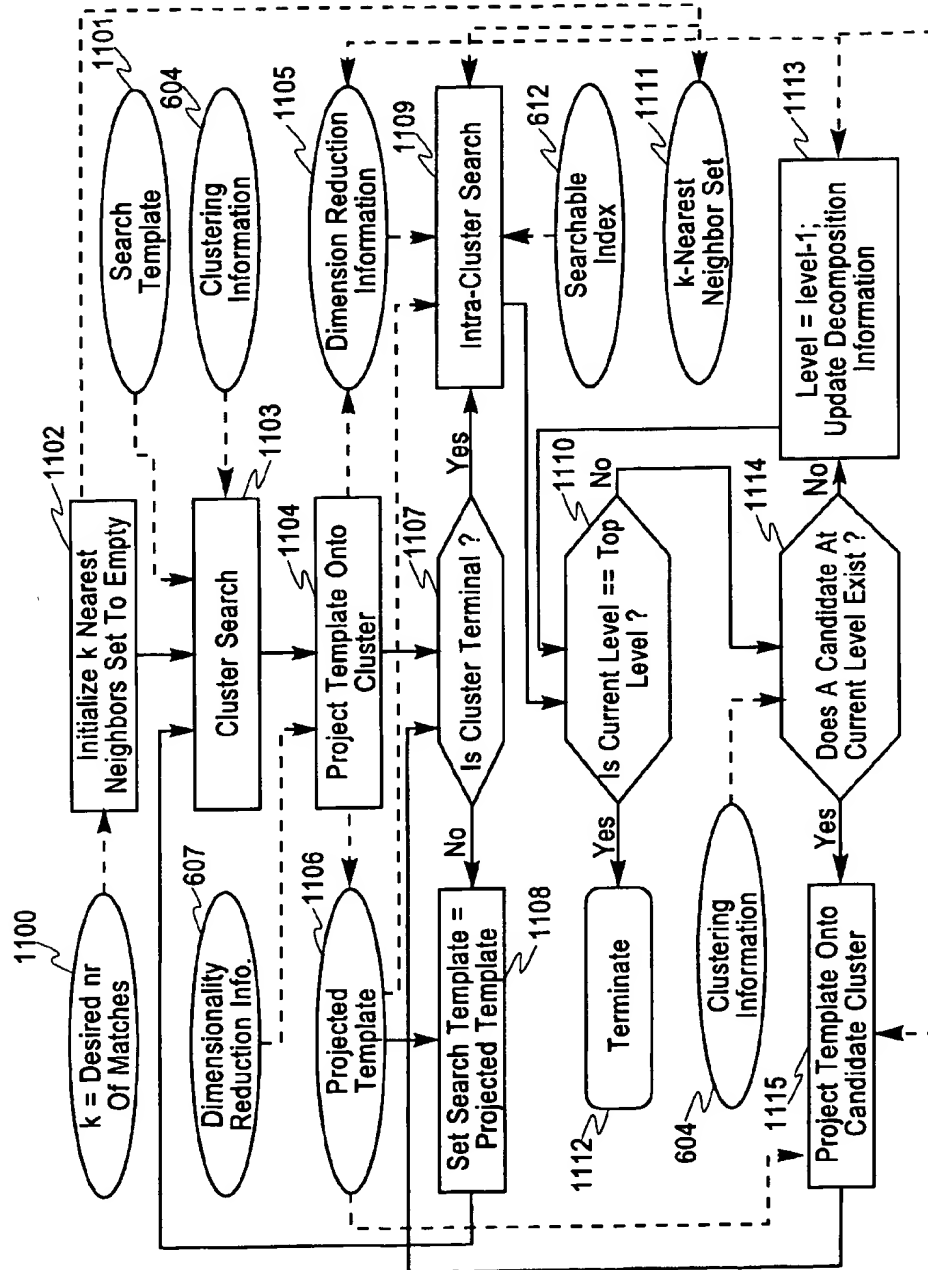 1100
k = Desired nr
Of Matches
1102
Initialize k Nearest
Neighbors Set To Empty
1101
Search
Template
604
Clustering
Information
1103
Cluster Search
607
Dimensionality
Reduction Info.
1104
Project Template Onto
Cluster
1105
Dimension Reduction
Information
1106
Projected
Template
1107
Is Cluster Terminal ?
No
Yes
1109
Intra-Cluster Search
Set Search Template =
Projected Template
1108
612
Searchable
Index
1110
Is Current Level == Top
Level ?
Yes
No
Terminate
1112
1111
k-Nearest
Neighbor Set
Clustering
Information
604
1113
Level = level-1;
Update Decomposition
Information
1114
Does A Candidate At
Current Level Exist ?
Yes
No
1115
Project Template Onto
Candidate Cluster